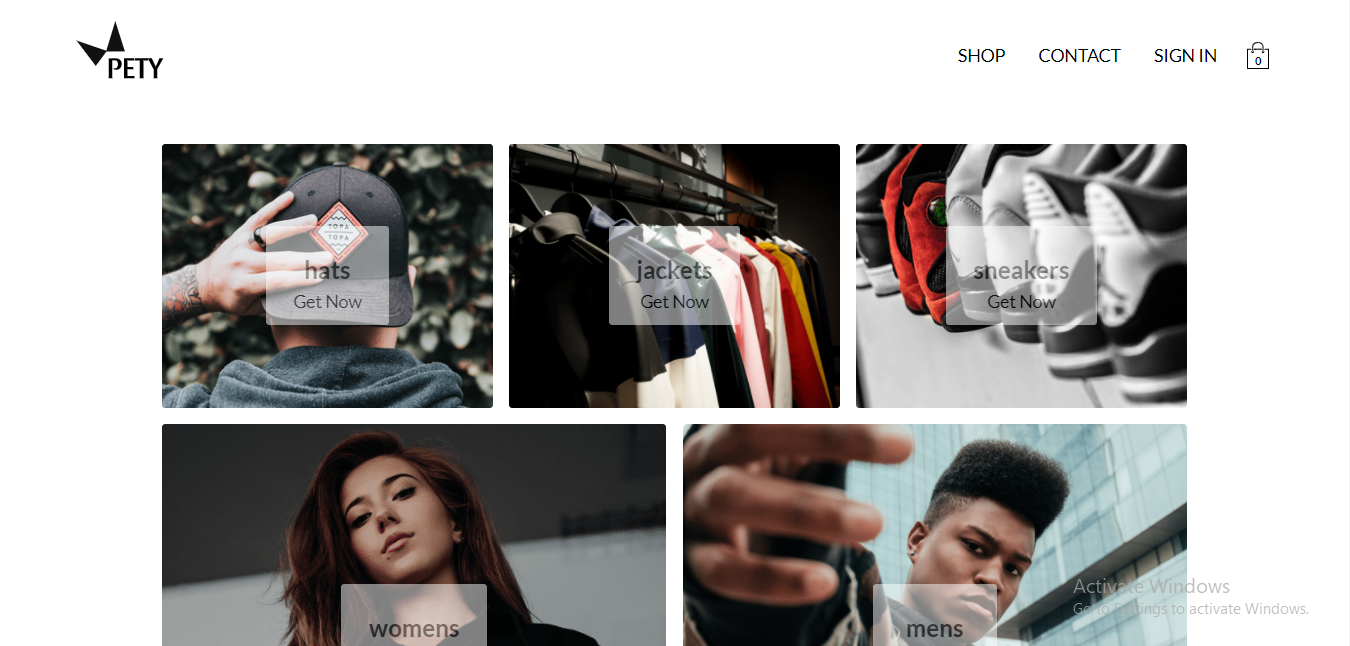 PETY
SHOP CONTACT SIGN IN 0
TOPA
TOPA
hats
Get Now
jackets
Get Now
sneakers
Get Now
womens
mens
Activate Windows
Go to Settings to activate Windows.